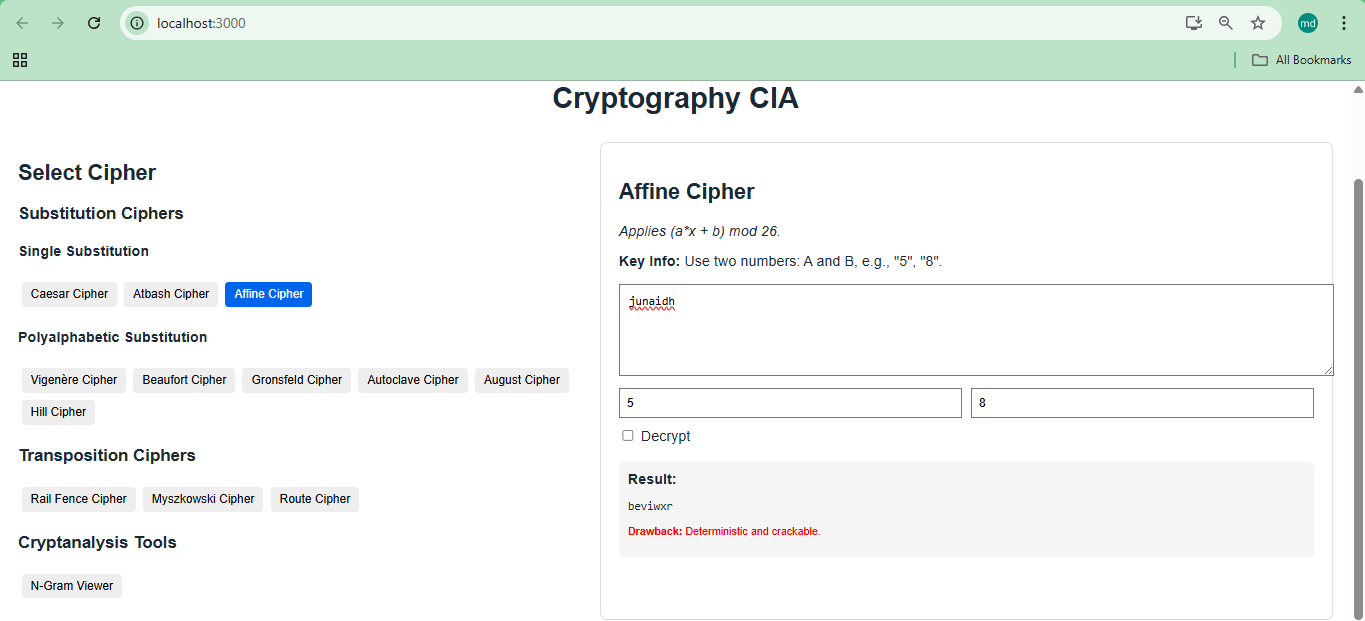 localhost:3000
md
All Bookmarks
Cryptography CIA
Select Cipher
Substitution Ciphers
Single Substitution
Caesar Cipher Atbash Cipher Affine Cipher
Polyalphabetic Substitution
Vigenère Cipher Beaufort Cipher Gronsfeld Cipher Autoclave Cipher August Cipher
Hill Cipher
Transposition Ciphers
Rail Fence Cipher Myszkowski Cipher Route Cipher
Cryptanalysis Tools
N-Gram Viewer
Affine Cipher
Applies (a*x + b) mod 26.
Key Info: Use two numbers: A and B, e.g., "5", "8".
junaidh
5 8
Decrypt
Result:
beviwxr
Drawback: Deterministic and crackable.